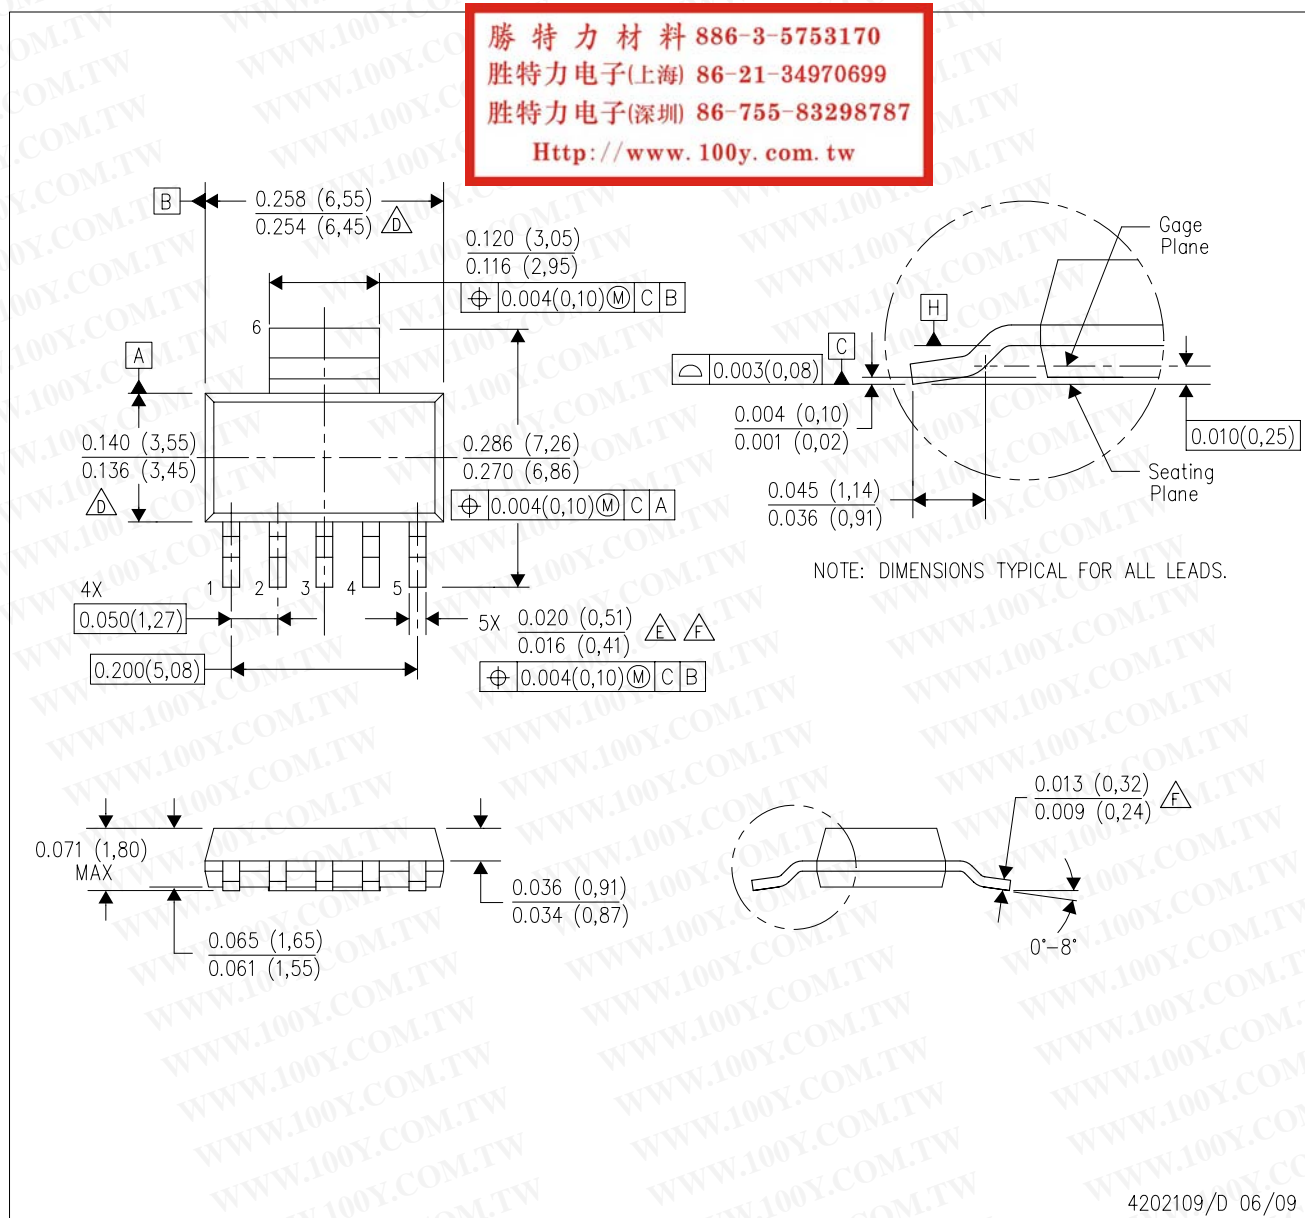 勝特力材料 886-3-5753170
胜特力电子(上海) 86-21-34970699
胜特力电子(深圳) 86-755-83298787
Http://www.100y.com.tw
B
0.258 (6,55)
0.254 (6,45) D
0.120 (3,05)
0.116 (2,95)
⌖ 0.004(0,10)Ⓜ C B
6
A
0.140 (3,55)
0.136 (3,45)
D
0.286 (7,26)
0.270 (6,86)
⌖ 0.004(0,10)Ⓜ C A
1 2 3 4 5
4X
0.050(1,27)
0.200(5,08)
5X 0.020 (0,51)
0.016 (0,41) E F
⌖ 0.004(0,10)Ⓜ C B
Gage
Plane
H
C
⌓ 0.003(0,08)
0.004 (0,10)
0.001 (0,02)
0.010(0,25)
0.045 (1,14)
0.036 (0,91)
Seating
Plane
NOTE: DIMENSIONS TYPICAL FOR ALL LEADS.
0.071 (1,80)
MAX
0.065 (1,65)
0.061 (1,55)
0.036 (0,91)
0.034 (0,87)
0.013 (0,32)
0.009 (0,24) F
0°–8°
4202109/D 06/09
WWW.100Y.COM.TW